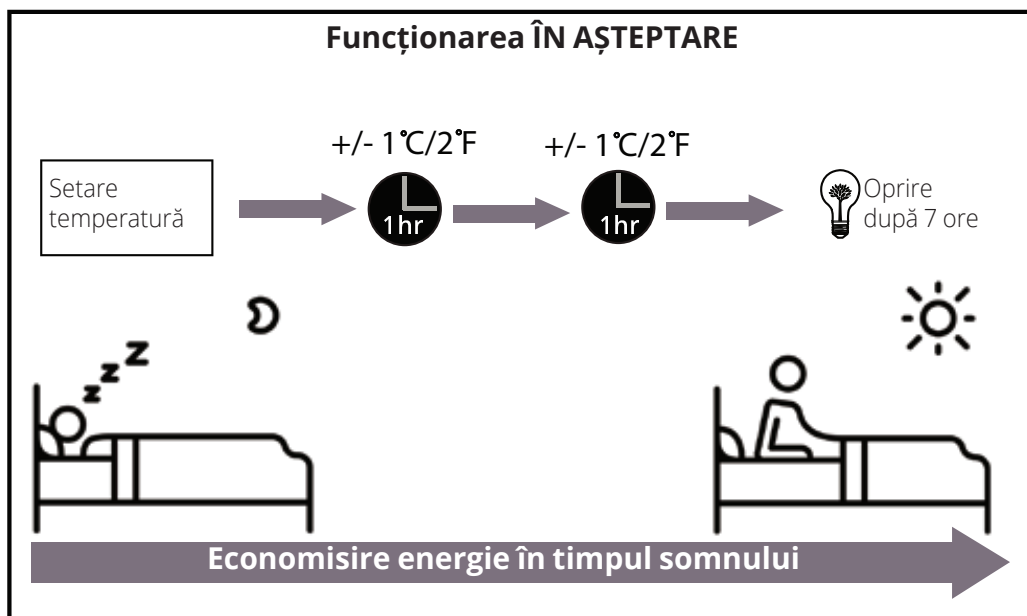 Funcționarea ÎN AȘTEPTARE
+/- 1°C/2°F
+/- 1°C/2°F
Setare
temperatură
1hr
1hr
Oprire
după 7 ore
z z Z
Economisire energie în timpul somnului